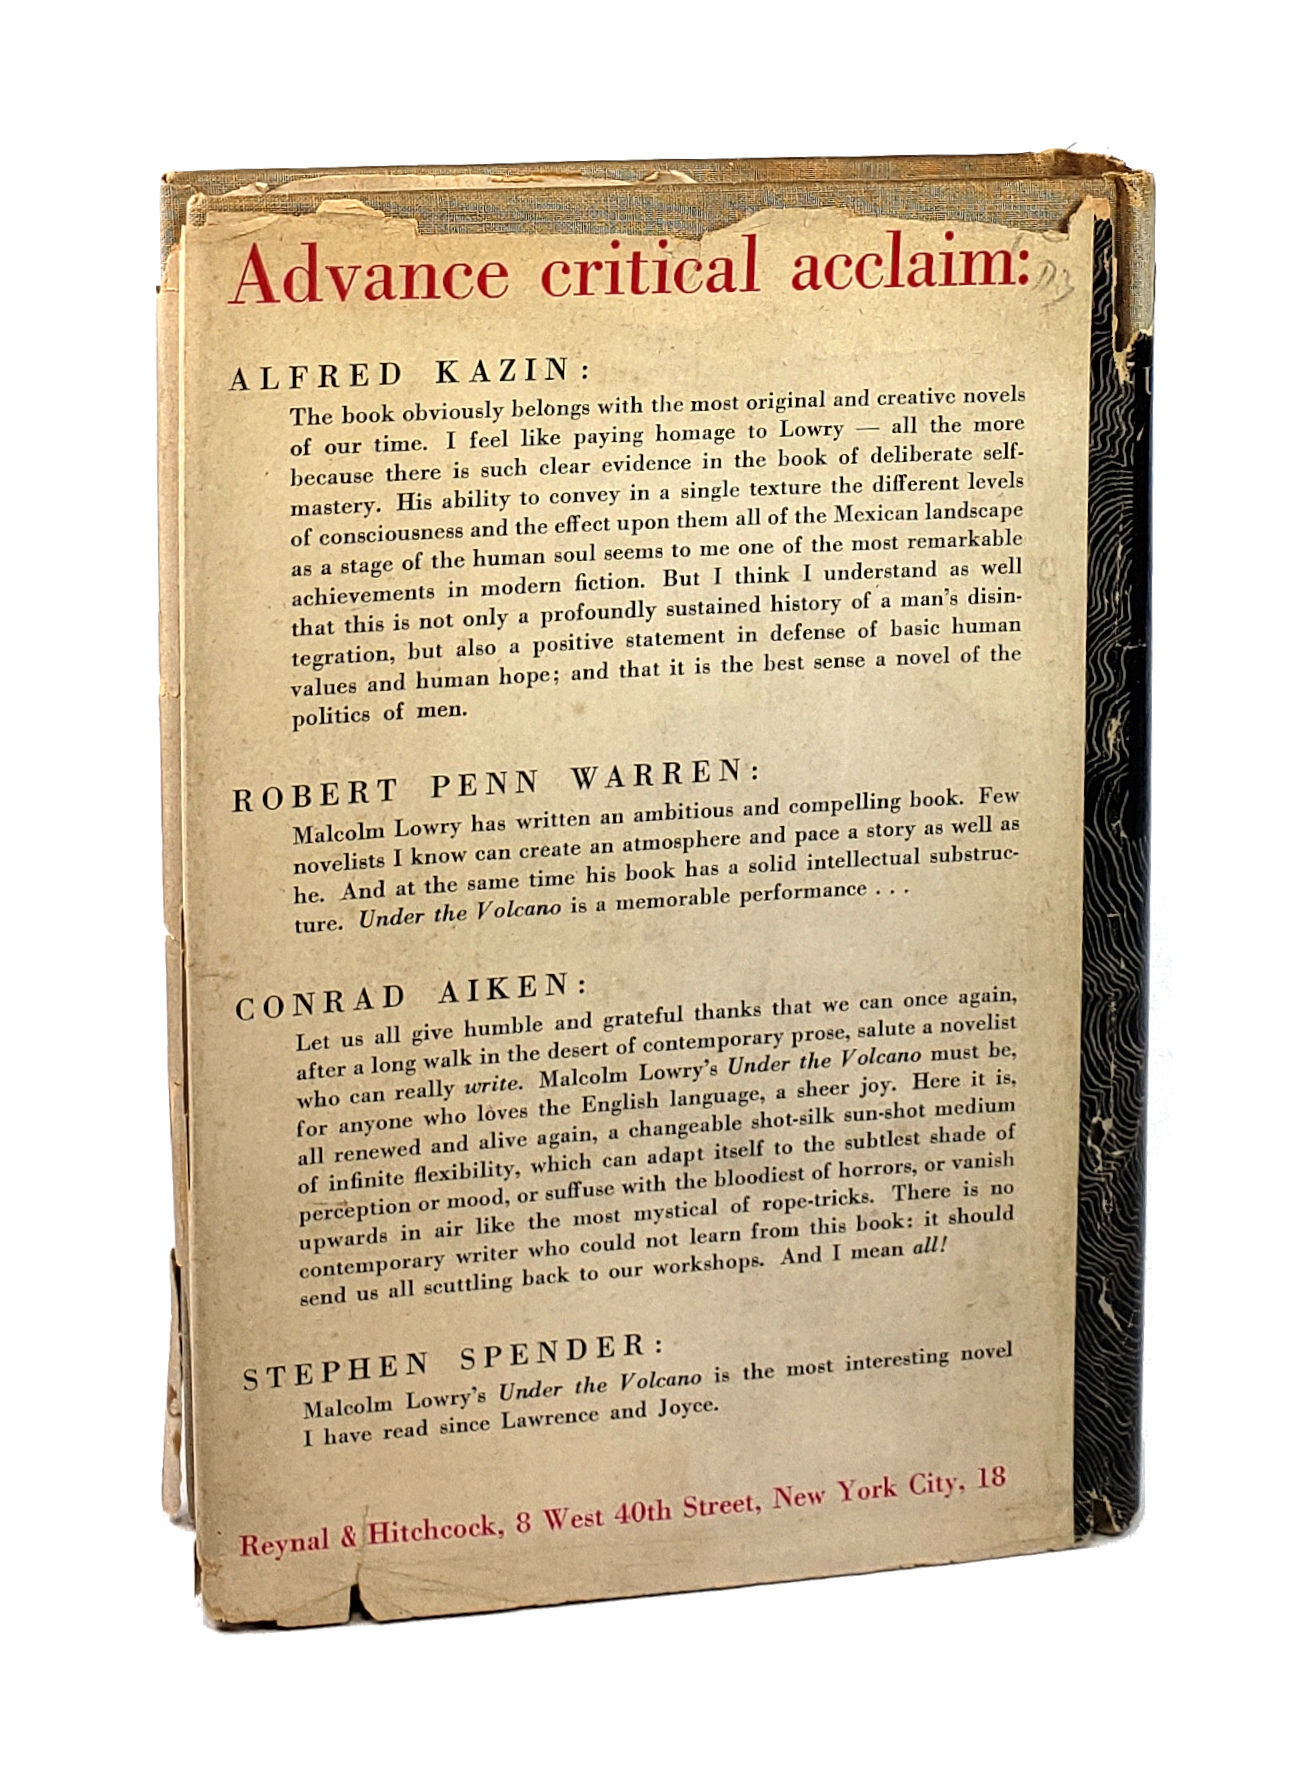 Advance critical acclaim:
ALFRED KAZIN:
The book obviously belongs with the most original and creative novels
of our time. I feel like paying homage to Lowry — all the more
because there is such clear evidence in the book of deliberate self-
mastery. His ability to convey in a single texture the different levels
of consciousness and the effect upon them all of the Mexican landscape
as a stage of the human soul seems to me one of the most remarkable
achievements in modern fiction. But I think I understand as well
that this is not only a profoundly sustained history of a man's disin-
tegration, but also a positive statement in defense of basic human
values and human hope; and that it is the best sense a novel of the
politics of men.
ROBERT PENN WARREN:
Malcolm Lowry has written an ambitious and compelling book. Few
novelists I know can create an atmosphere and pace a story as well as
he. And at the same time his book has a solid intellectual substruc-
ture. Under the Volcano is a memorable performance . . .
CONRAD AIKEN:
Let us all give humble and grateful thanks that we can once again,
after a long walk in the desert of contemporary prose, salute a novelist
who can really write. Malcolm Lowry's Under the Volcano must be,
for anyone who loves the English language, a sheer joy. Here it is,
all renewed and alive again, a changeable shot-silk sun-shot medium
of infinite flexibility, which can adapt itself to the subtlest shade of
perception or mood, or suffuse with the bloodiest of horrors, or vanish
upwards in air like the most mystical of rope-tricks. There is no
contemporary writer who could not learn from this book: it should
send us all scuttling back to our workshops. And I mean all!
STEPHEN SPENDER:
Malcolm Lowry's Under the Volcano is the most interesting novel
I have read since Lawrence and Joyce.
Reynal & Hitchcock, 8 West 40th Street, New York City, 18